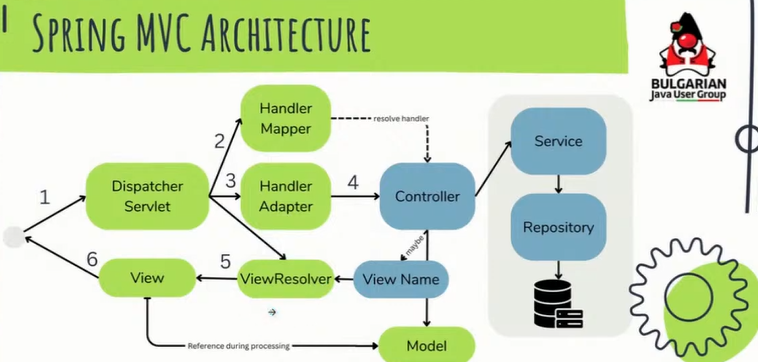 SPRING MVC ARCHITECTURE
BULGARIAN
Java User Group
Handler
Mapper
resolve handler
Service
2
1
Dispatcher
Servlet
3
Handler
Adapter
4
Controller
Repository
maybe
6
View
5
ViewResolver
View Name
Reference during processing
Model